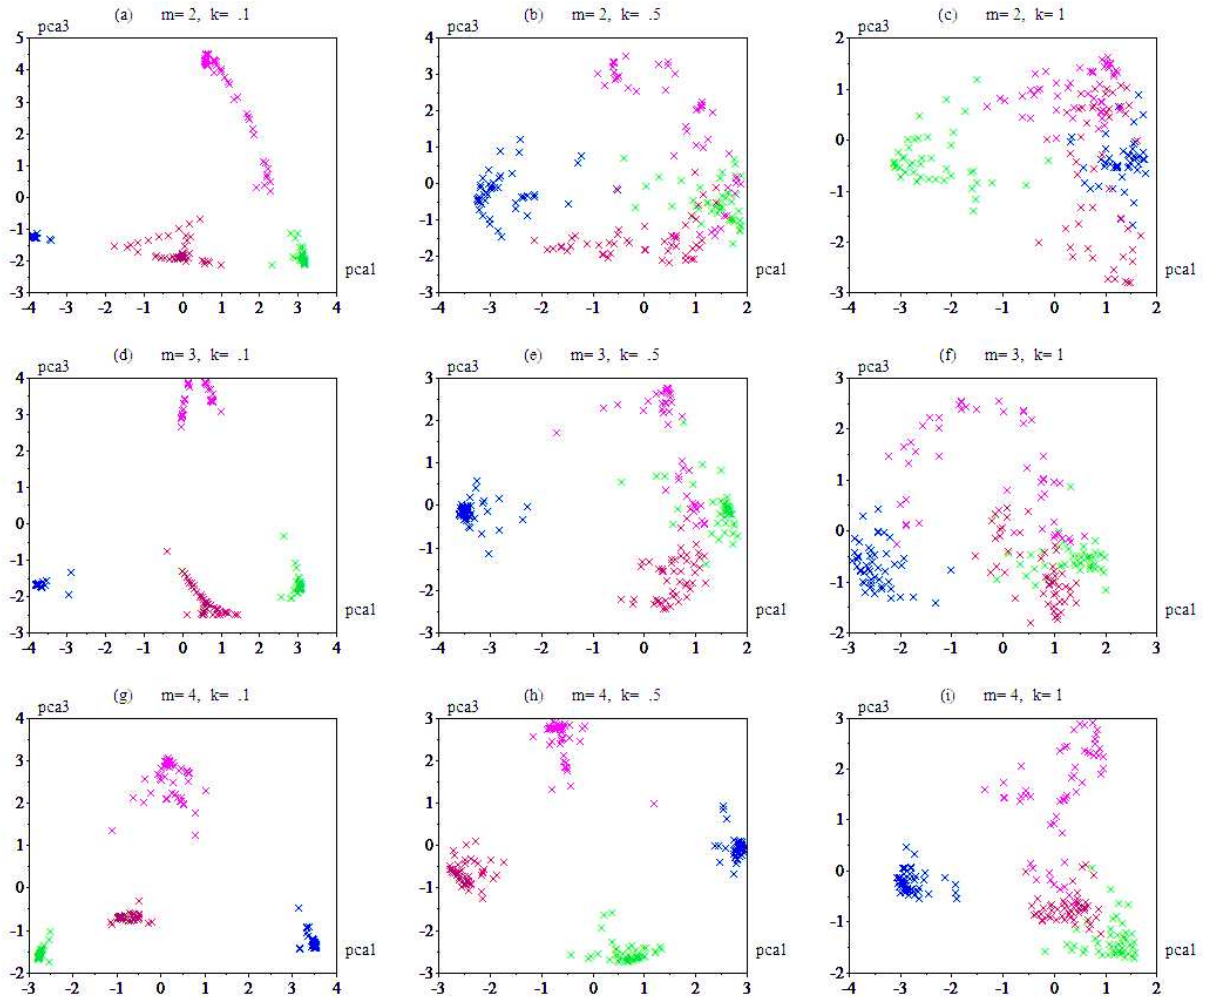 (a) m= 2, k= .1
pca3
5
4
3
2
1
0
-1
-2
-3
-4 -3 -2 -1 0 1 2 3 4
pca1
(b) m= 2, k= .5
pca3
4
3
2
1
0
-1
-2
-3
-4 -3 -2 -1 0 1 2
pca1
(c) m= 2, k= 1
pca3
2
1
0
-1
-2
-3
-4 -3 -2 -1 0 1 2
pca1
(d) m= 3, k= .1
pca3
4
3
2
1
0
-1
-2
-3
-4 -3 -2 -1 0 1 2 3 4
pca1
(e) m= 3, k= .5
pca3
3
2
1
0
-1
-2
-3
-4 -3 -2 -1 0 1 2
pca1
(f) m= 3, k= 1
pca3
3
2
1
0
-1
-2
-3 -2 -1 0 1 2 3
pca1
(g) m= 4, k= .1
pca3
4
3
2
1
0
-1
-2
-3 -2 -1 0 1 2 3 4
pca1
(h) m= 4, k= .5
pca3
3
2
1
0
-1
-2
-3
-3 -2 -1 0 1 2 3
pca1
(i) m= 4, k= 1
pca3
3
2
1
0
-1
-2
-4 -3 -2 -1 0 1 2
pca1